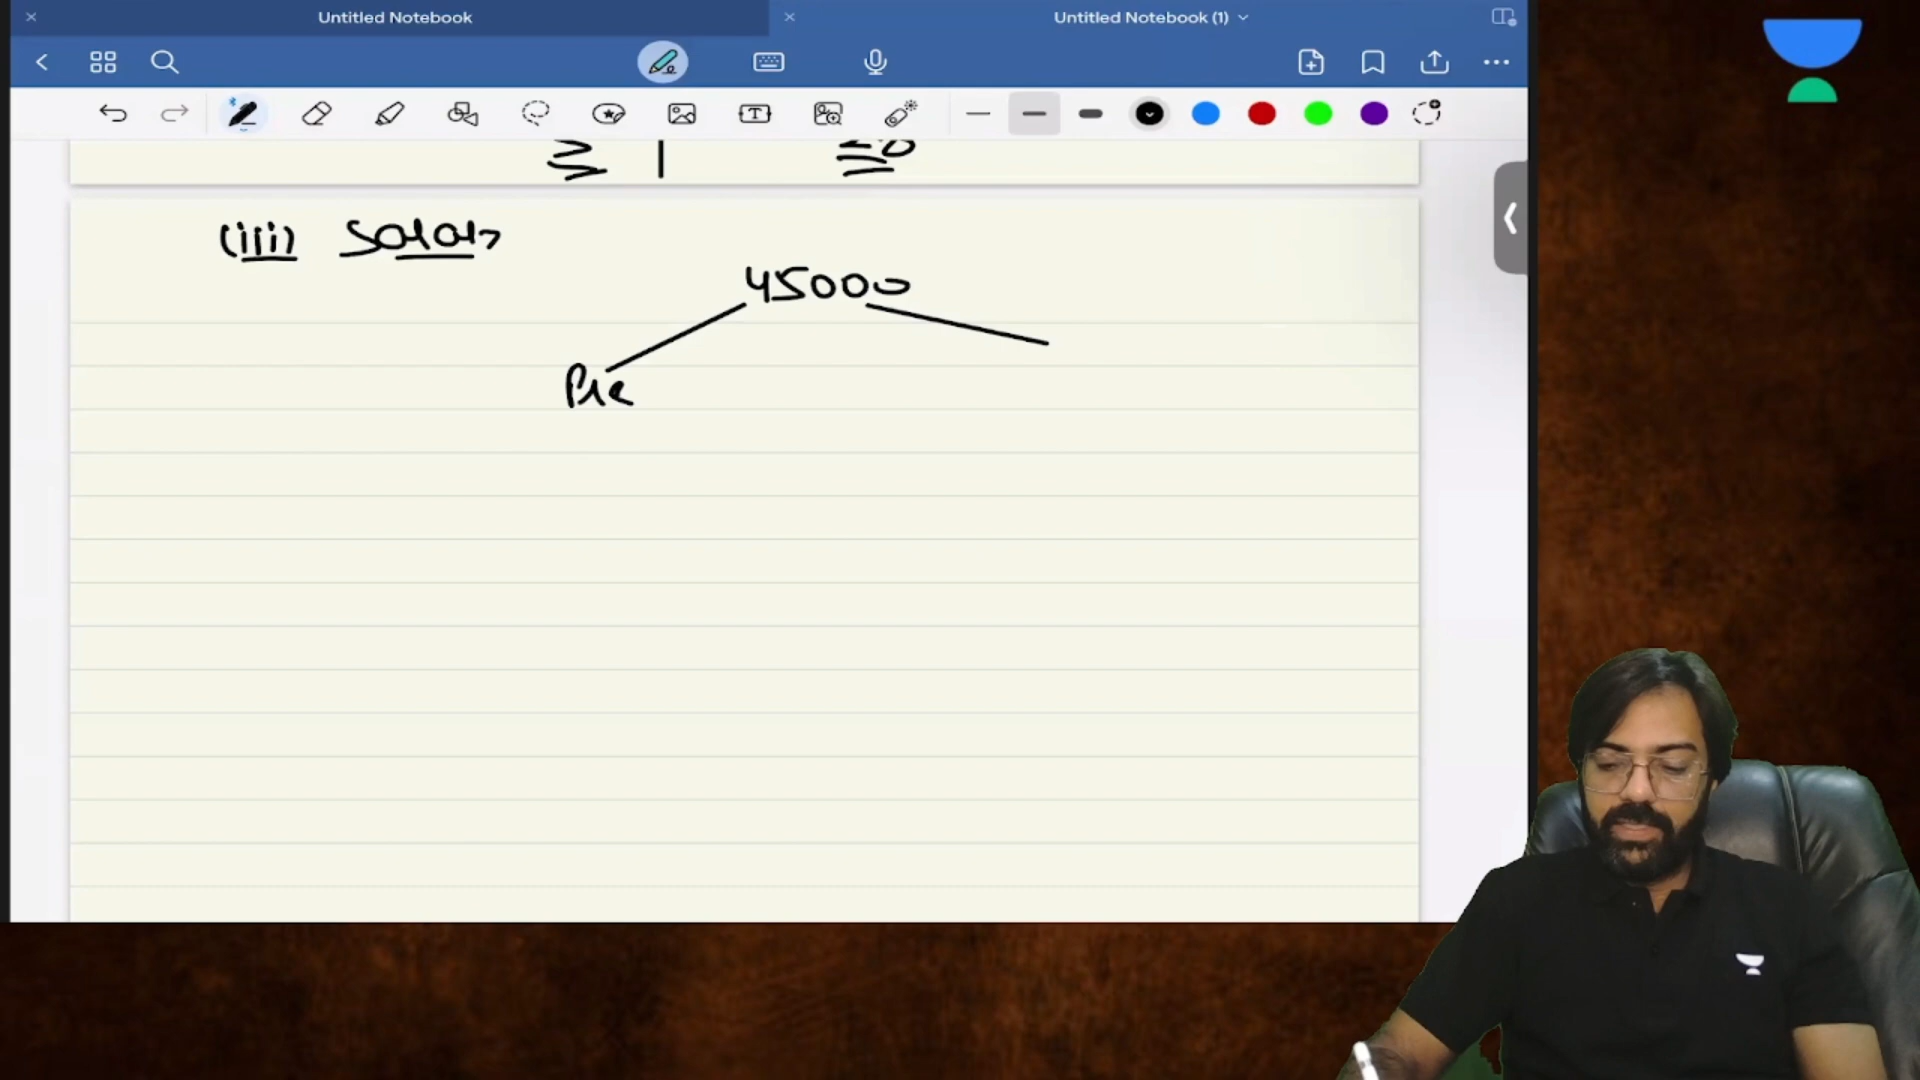 Untitled Notebook
Untitled Notebook (1)
(iii) Salary
45000
Pre